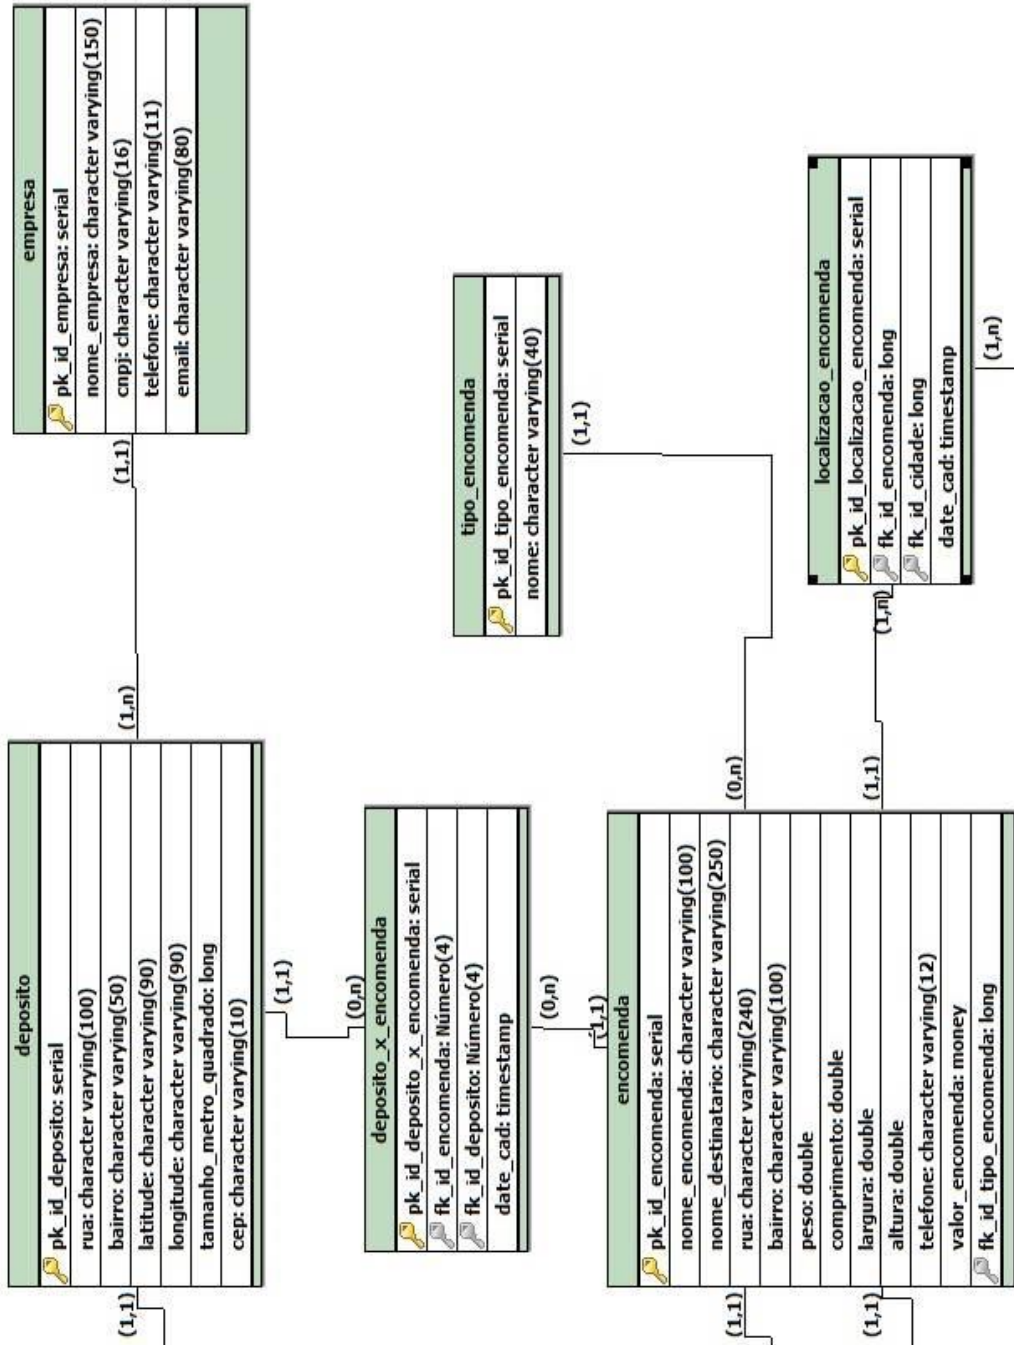 empresa
pk_id_empresa: serial
nome_empresa: character varying(150)
cnpj: character varying(16)
telefone: character varying(11)
email: character varying(80)
(1,1)
(1,n)
deposito
pk_id_deposito: serial
rua: character varying(100)
bairro: character varying(50)
latitude: character varying(90)
longitude: character varying(90)
tamanho_metro_quadrado: long
cep: character varying(10)
(1,1)
(1,1)
(0,n)
deposito_x_encomenda
pk_id_deposito_x_encomenda: serial
fk_id_encomenda: Número(4)
fk_id_deposito: Número(4)
date_cad: timestamp
(0,n)
(1,1)
tipo_encomenda
pk_id_tipo_encomenda: serial
nome: character varying(40)
(1,1)
(0,n)
encomenda
pk_id_encomenda: serial
nome_encomenda: character varying(100)
nome_destinatario: character varying(250)
rua: character varying(240)
bairro: character varying(100)
peso: double
comprimento: double
largura: double
altura: double
telefone: character varying(12)
valor_encomenda: money
fk_id_tipo_encomenda: long
(1,1)
(1,1)
(1,1)
(1,n)
localizacao_encomenda
pk_id_localizacao_encomenda: serial
fk_id_encomenda: long
fk_id_cidade: long
date_cad: timestamp
(1,n)